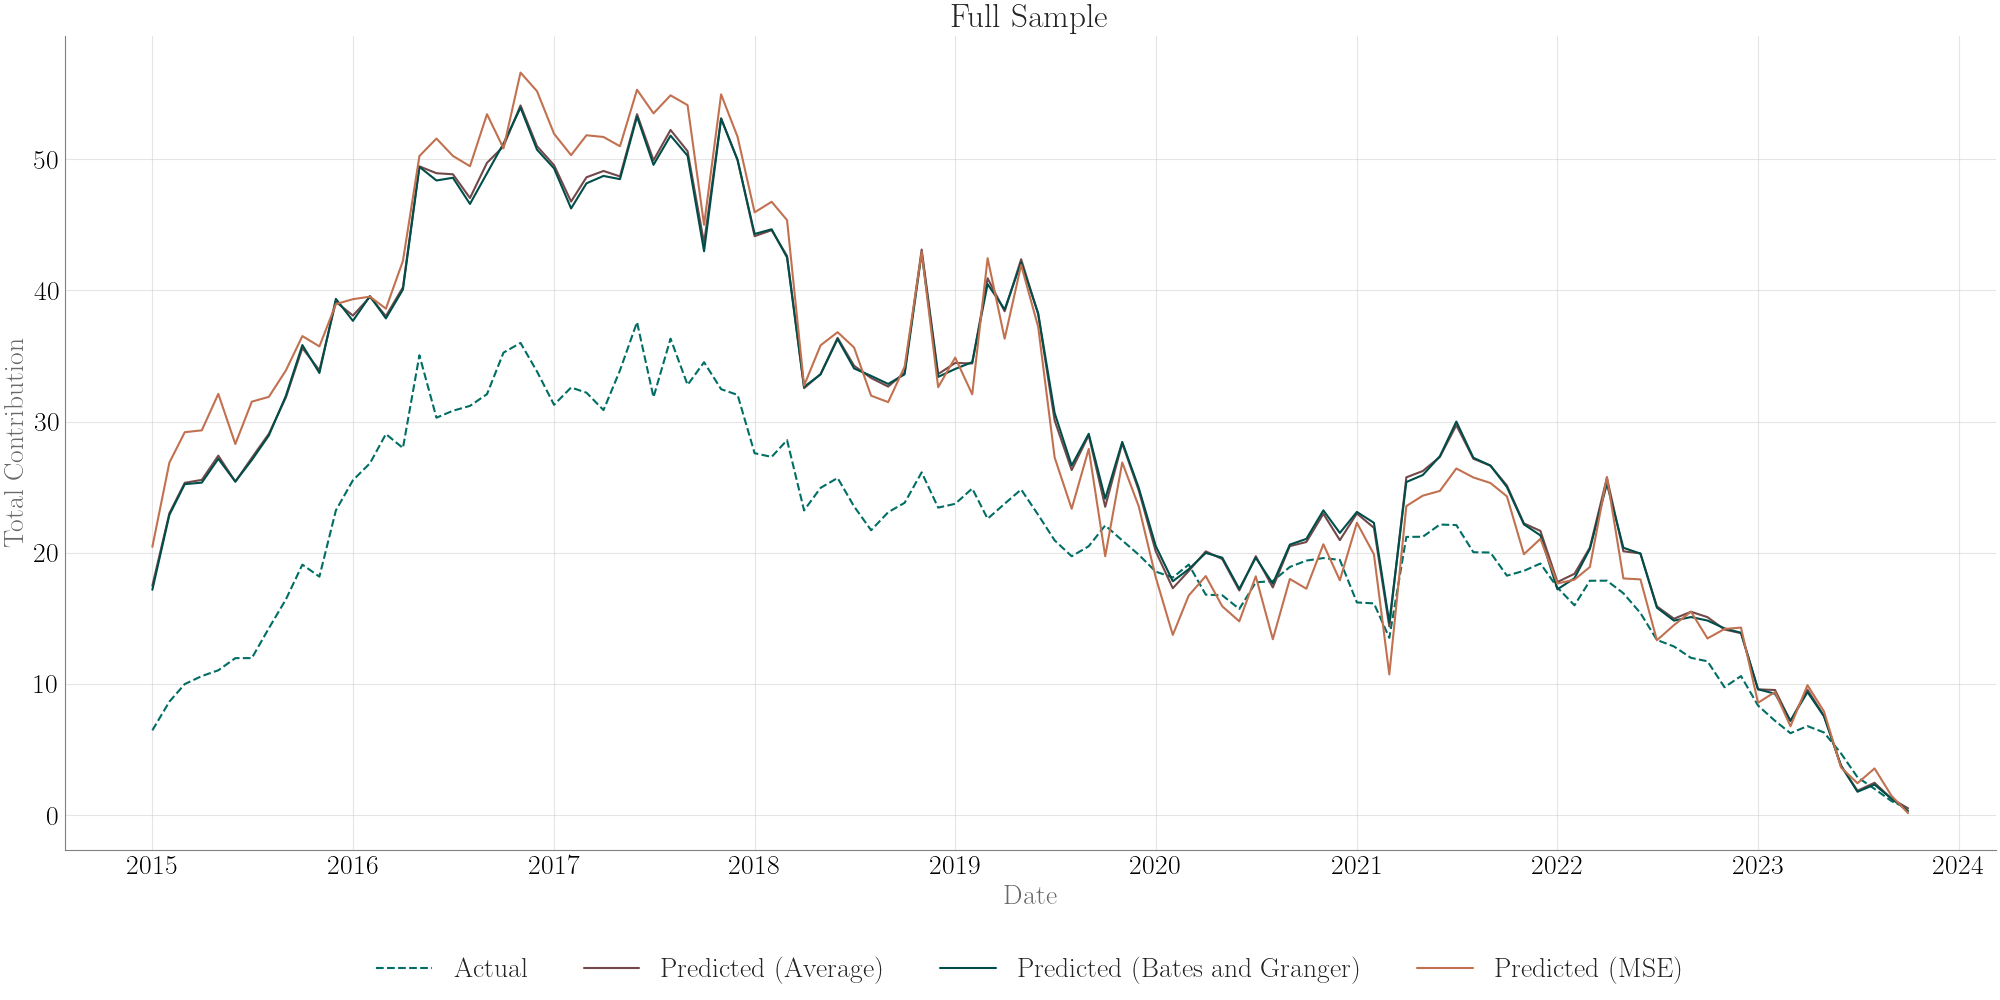 Full Sample
Total Contribution
50
40
30
20
10
0
2015 2016 2017 2018 2019 2020 2021 2022 2023 2024
Date
Actual Predicted (Average) Predicted (Bates and Granger) Predicted (MSE)